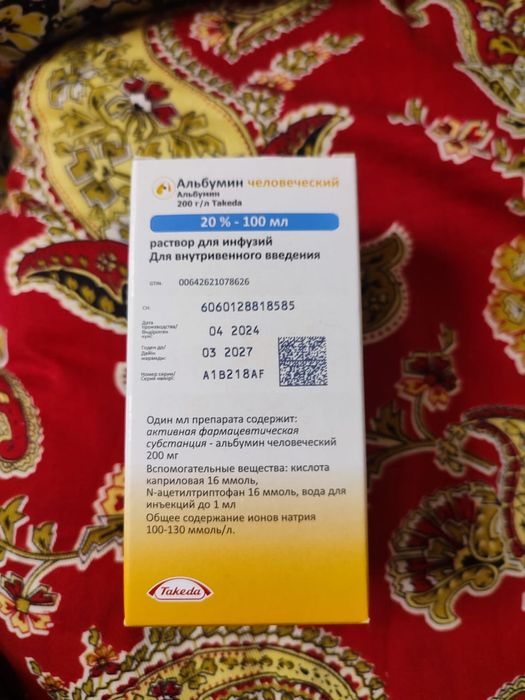 Альбумин человеческий
Альбумин
200 г/л Takeda
20 % - 100 мл
раствор для инфузий
Для внутривенного введения
GTIN: 00642621078626
СН: 6060128818585
Дата
производства/
04 2024
Годен до/
03 2027
Номер серии/
A1B218AF
Один мл препарата содержит:
активная фармацевтическая
субстанция - альбумин человеческий
200 мг
Вспомогательные вещества: кислота
каприловая 16 ммоль,
N-ацетилтриптофан 16 ммоль, вода для
инъекций до 1 мл
Общее содержание ионов натрия
100-130 ммоль/л.
Takeda